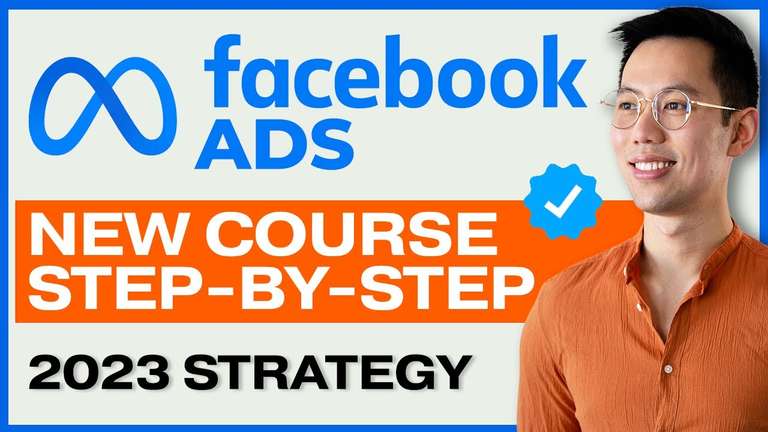 facebook
ADS
NEW COURSE
STEP-BY-STEP
2023 STRATEGY